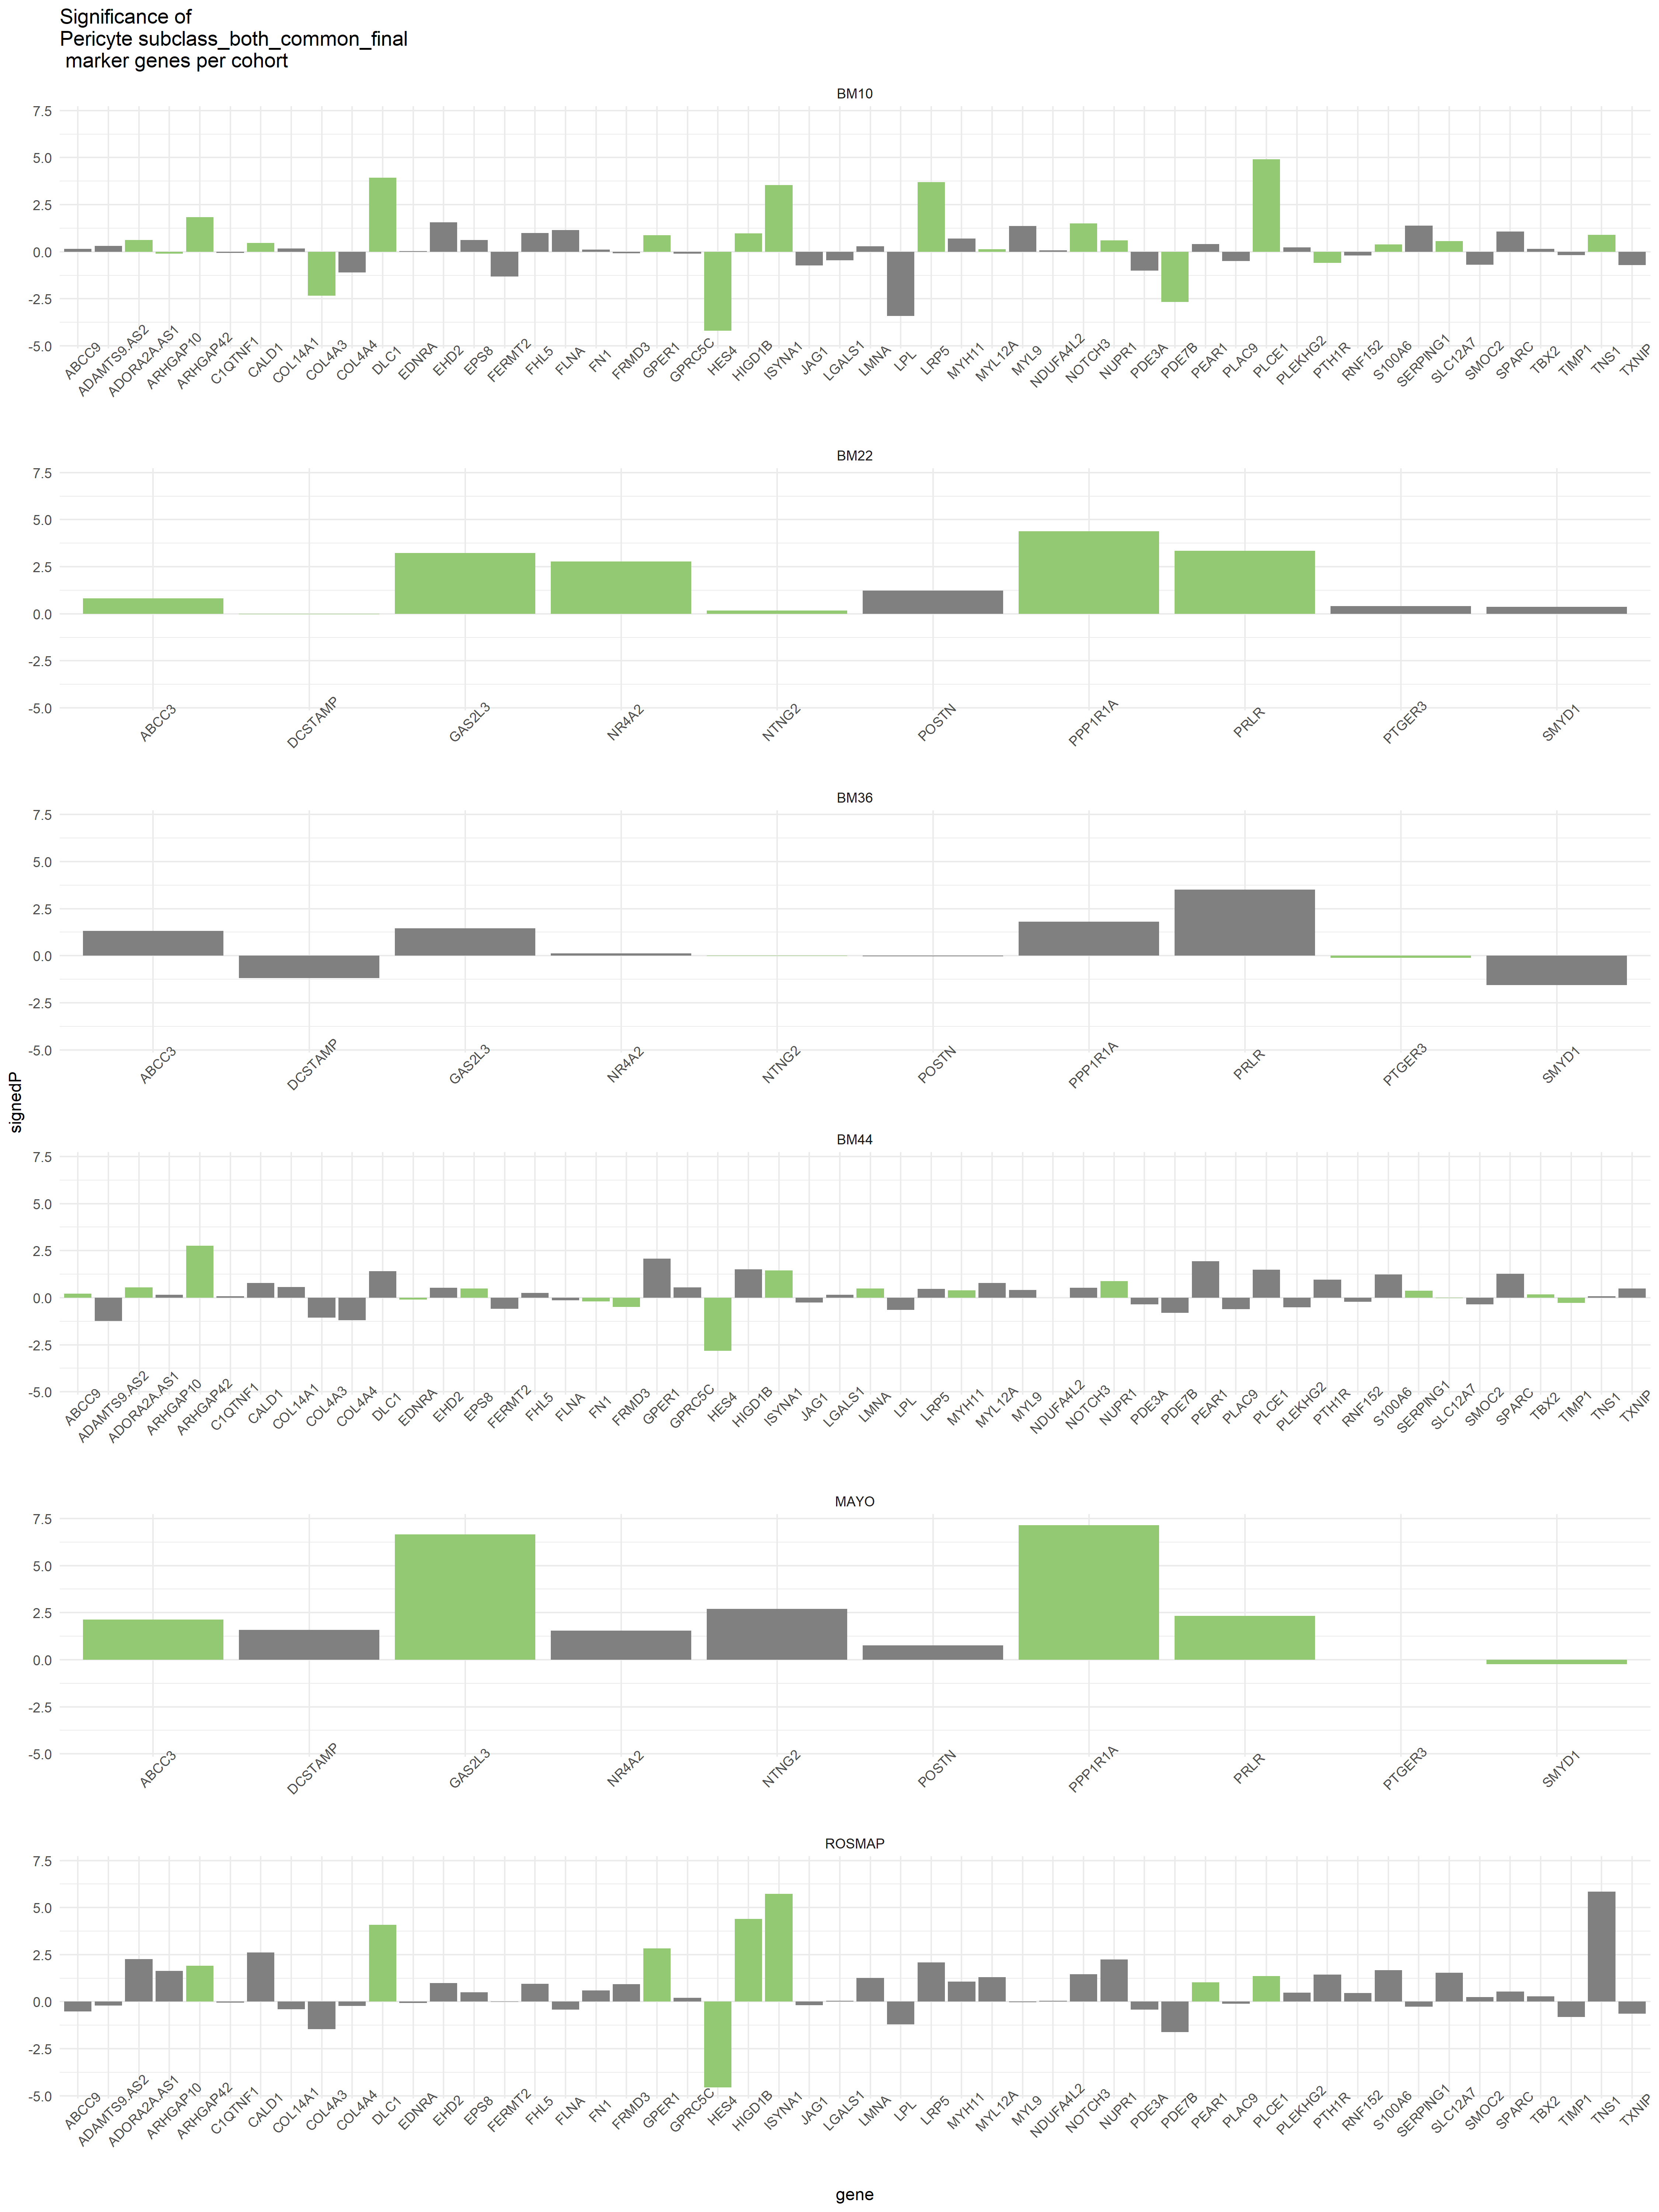 Significance of
Pericyte subclass_both_common_final
marker genes per cohort
signedP
BM10
7.5
5.0
2.5
0.0
-2.5
-5.0
ABCC9 ADAMTS9.AS2 ADORA2A.AS1 ARHGAP10 ARHGAP42 C1QTNF1 CALD1 COL14A1 COL4A3 COL4A4 DLC1 EDNRA EHD2 EPS8 FERMT2 FHL5 FLNA FN1 FRMD3 GPER1 GPRC5C HES4 HIGD1B ISYNA1 JAG1 LGALS1 LMNA LPL LRP5 MYH11 MYL12A MYL9 NDUFA4L2 NOTCH3 NUPR1 PDE3A PDE7B PEAR1 PLAC9 PLCE1 PLEKHG2 PTH1R RNF152 S100A6 SERPING1 SLC12A7 SMOC2 SPARC TBX2 TIMP1 TNS1 TXNIP
BM22
7.5
5.0
2.5
0.0
-2.5
-5.0
ABCC3 DCSTAMP GAS2L3 NR4A2 NTNG2 POSTN PPP1R1A PRLR PTGER3 SMYD1
BM36
7.5
5.0
2.5
0.0
-2.5
-5.0
ABCC3 DCSTAMP GAS2L3 NR4A2 NTNG2 POSTN PPP1R1A PRLR PTGER3 SMYD1
BM44
7.5
5.0
2.5
0.0
-2.5
-5.0
ABCC9 ADAMTS9.AS2 ADORA2A.AS1 ARHGAP10 ARHGAP42 C1QTNF1 CALD1 COL14A1 COL4A3 COL4A4 DLC1 EDNRA EHD2 EPS8 FERMT2 FHL5 FLNA FN1 FRMD3 GPER1 GPRC5C HES4 HIGD1B ISYNA1 JAG1 LGALS1 LMNA LPL LRP5 MYH11 MYL12A MYL9 NDUFA4L2 NOTCH3 NUPR1 PDE3A PDE7B PEAR1 PLAC9 PLCE1 PLEKHG2 PTH1R RNF152 S100A6 SERPING1 SLC12A7 SMOC2 SPARC TBX2 TIMP1 TNS1 TXNIP
MAYO
7.5
5.0
2.5
0.0
-2.5
-5.0
ABCC3 DCSTAMP GAS2L3 NR4A2 NTNG2 POSTN PPP1R1A PRLR PTGER3 SMYD1
ROSMAP
7.5
5.0
2.5
0.0
-2.5
-5.0
ABCC9 ADAMTS9.AS2 ADORA2A.AS1 ARHGAP10 ARHGAP42 C1QTNF1 CALD1 COL14A1 COL4A3 COL4A4 DLC1 EDNRA EHD2 EPS8 FERMT2 FHL5 FLNA FN1 FRMD3 GPER1 GPRC5C HES4 HIGD1B ISYNA1 JAG1 LGALS1 LMNA LPL LRP5 MYH11 MYL12A MYL9 NDUFA4L2 NOTCH3 NUPR1 PDE3A PDE7B PEAR1 PLAC9 PLCE1 PLEKHG2 PTH1R RNF152 S100A6 SERPING1 SLC12A7 SMOC2 SPARC TBX2 TIMP1 TNS1 TXNIP
gene